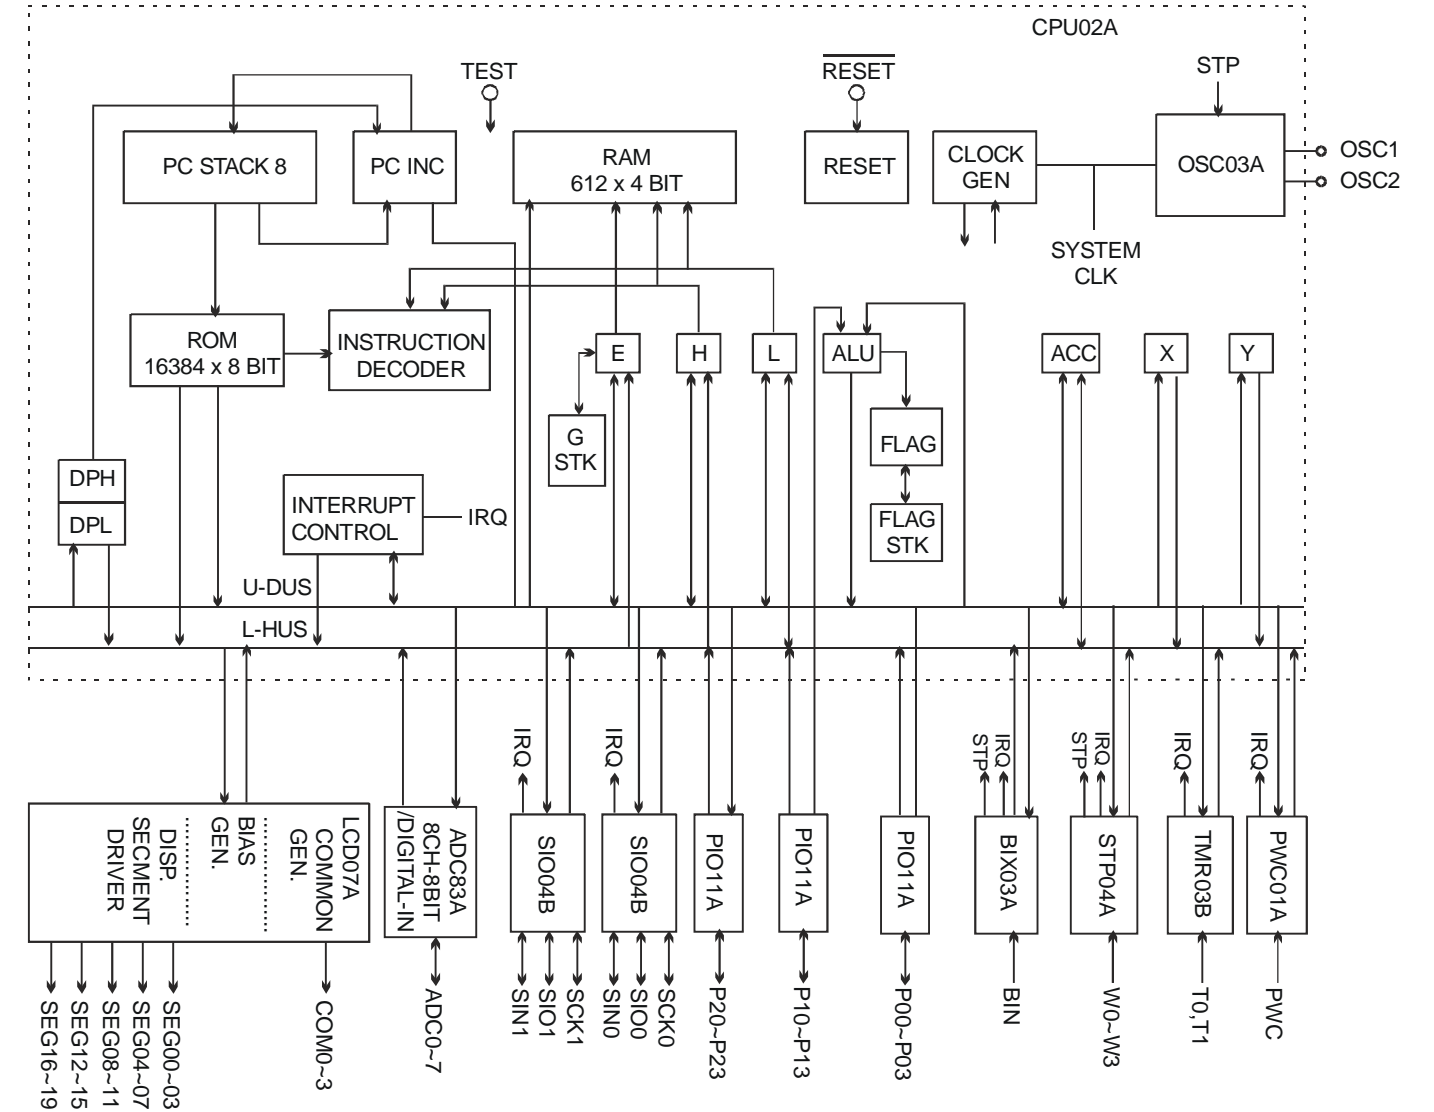 CPU02A
TEST
RESET
STP
PC STACK 8
PC INC
RAM
612 x 4 BIT
RESET
CLOCK
GEN
OSC03A
OSC1
OSC2
SYSTEM
CLK
ROM
16384 x 8 BIT
INSTRUCTION
DECODER
E
H
L
ALU
ACC
X
Y
G
STK
FLAG
FLAG
STK
DPH
DPL
INTERRUPT
CONTROL
IRQ
U-DUS
L-HUS
IRQ
IRQ
STP
IRQ
STP
IRQ
IRQ
IRQ
LCD07A
COMMON
GEN.
BIAS
GEN.
DISP.
SECMENT
DRIVER
ADC83A
8CH-8BIT
/DIGITAL-IN
SIO04B
SIO04B
PIO11A
PIO11A
PIO11A
BIX03A
STP04A
TMR03B
PWC01A
SEG16~19
SEG12~15
SEG08~11
SEG04~07
SEG00~03
COM0~3
ADC0~7
SIN1
SIO1
SCK1
SIN0
SIO0
SCK0
P20~P23
P10~P13
P00~P03
BIN
W0~W3
T0,T1
PWC